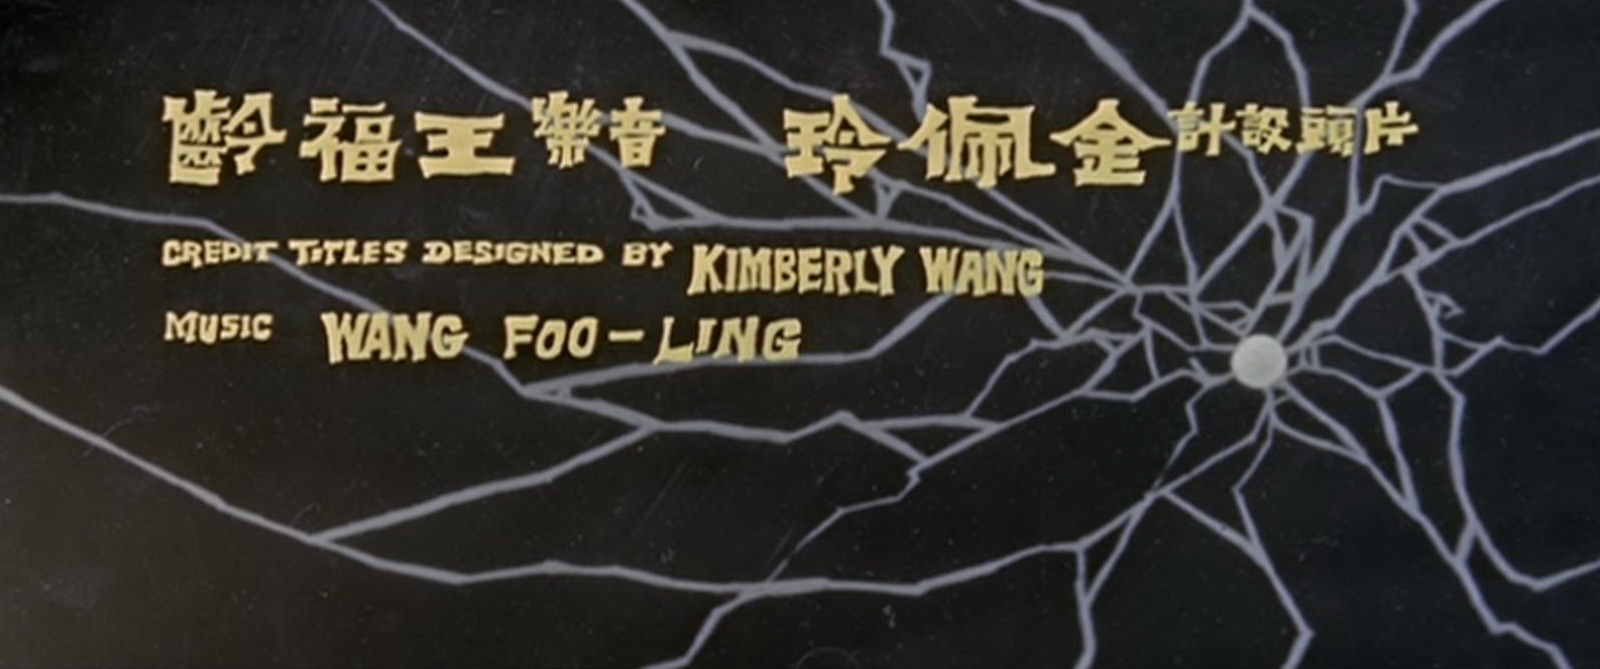 片頭設計 金佩玲 音樂 王福齡
CREDIT TITLES DESIGNED BY KIMBERLY WANG
MUSIC WANG FOO-LING